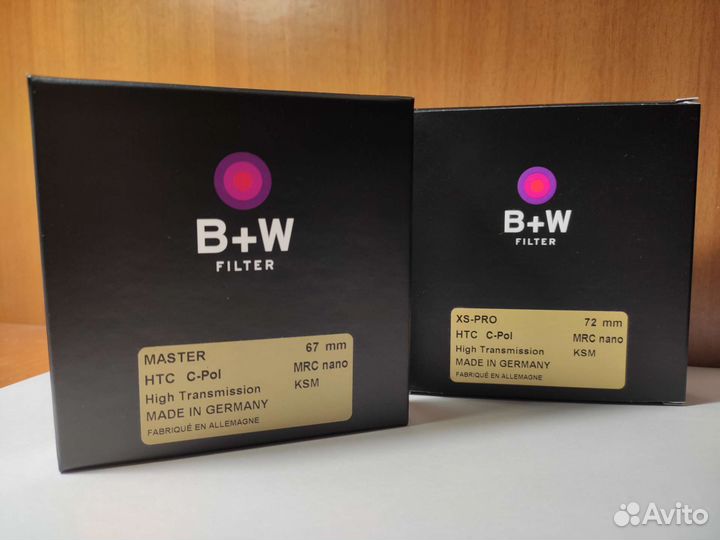 B+W
FILTER
MASTER 67 mm
HTC C-Pol MRC nano
High Transmission KSM
MADE IN GERMANY
FABRIQUÉ EN ALLEMAGNE
B+W
FILTER
XS-PRO 72 mm
HTC C-Pol MRC nano
High Transmission KSM
MADE IN GERMANY
FABRIQUÉ EN ALLEMAGNE
Avito